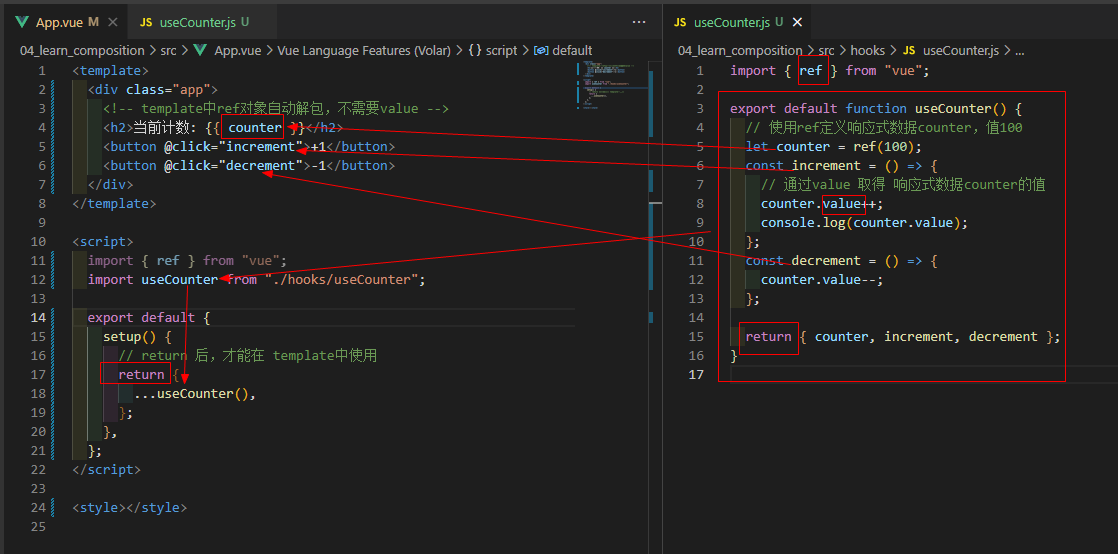 App.vue M
JS useCounter.js U
04_learn_composition > src > App.vue > Vue Language Features (Volar) > {} script > default
1 <template>
2 <div class="app">
3 <!-- template中ref对象自动解包，不需要value -->
4 <h2>当前计数: {{ counter }}</h2>
5 <button @click="increment">+1</button>
6 <button @click="decrement">-1</button>
7 </div>
8 </template>
9
10 <script>
11 import { ref } from "vue";
12 import useCounter from "./hooks/useCounter";
13
14 export default {
15 setup() {
16 // return 后，才能在 template中使用
17 return {
18 ...useCounter(),
19 };
20 },
21 };
22 </script>
23
24 <style></style>
25
JS useCounter.js U
04_learn_composition > src > hooks > JS useCounter.js > ...
1 import { ref } from "vue";
2
3 export default function useCounter() {
4 // 使用ref定义响应式数据counter，值100
5 let counter = ref(100);
6 const increment = () => {
7 // 通过value 取得 响应式数据counter的值
8 counter.value++;
9 console.log(counter.value);
10 };
11 const decrement = () => {
12 counter.value--;
13 };
14
15 return { counter, increment, decrement };
16 }
17